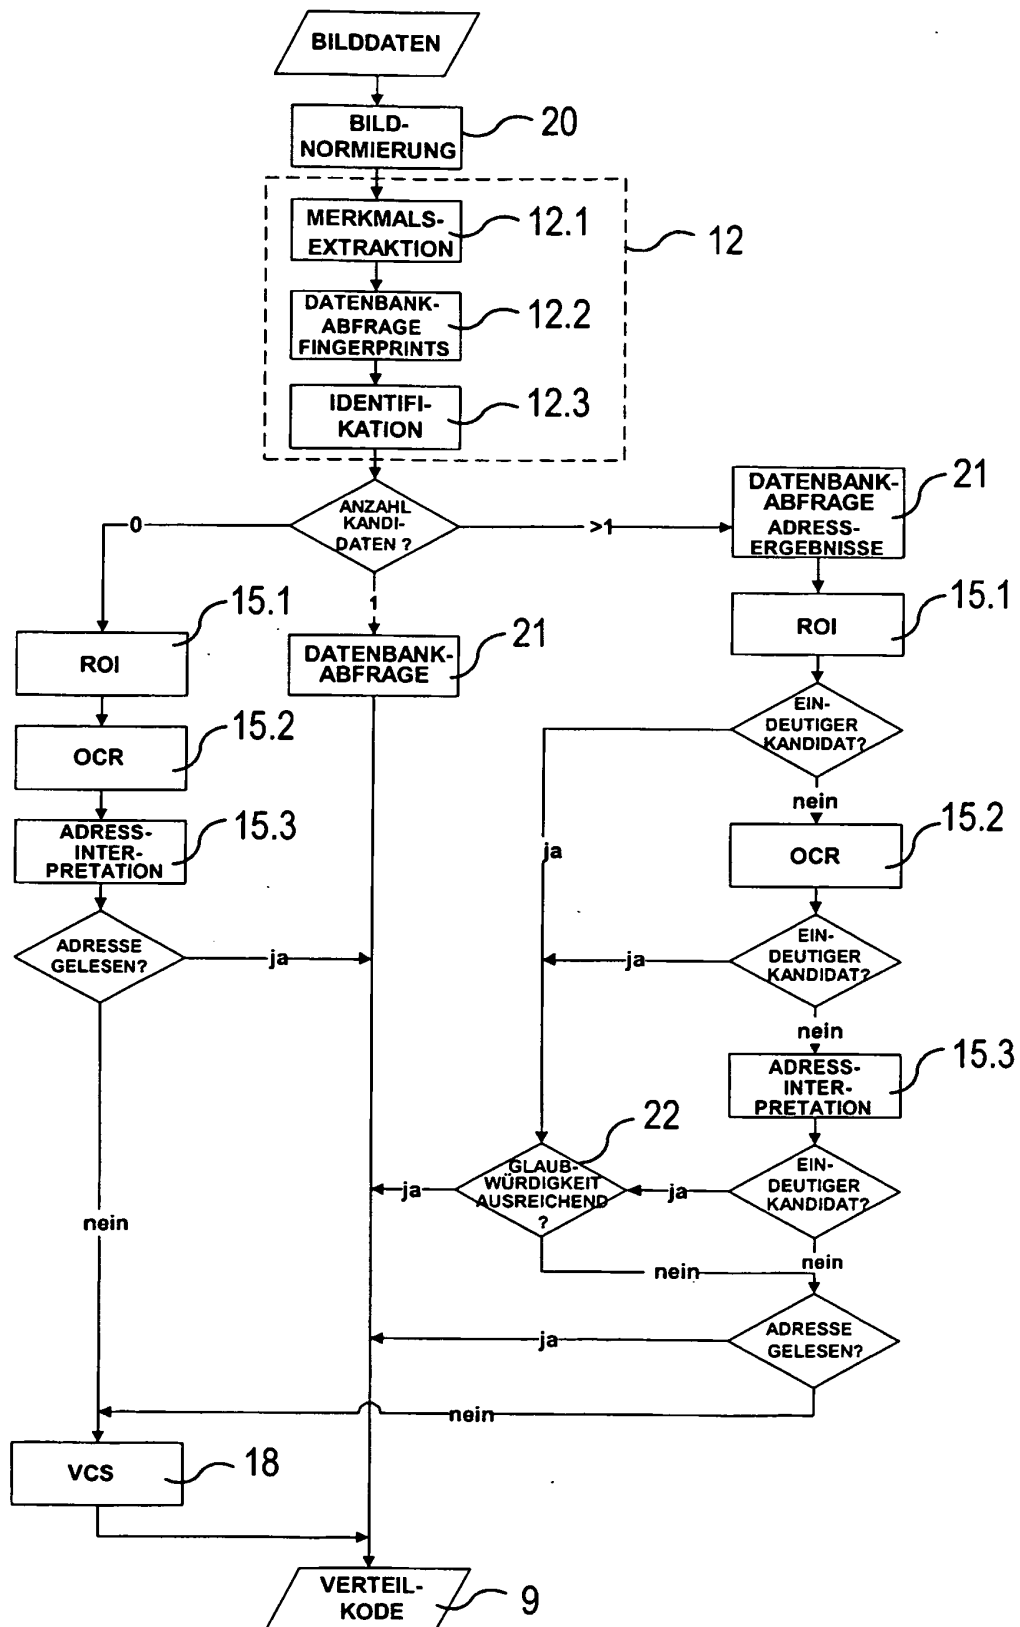 BILDDATEN
BILD-
NORMIERUNG
20
MERKMALS-
EXTRAKTION
12.1
12
DATENBANK-
ABFRAGE
FINGERPRINTS
12.2
IDENTIFI-
KATION
12.3
ANZAHL
KANDI-
DATEN ?
0
>1
1
DATENBANK-
ABFRAGE
ADRESS-
ERGEBNISSE
21
ROI
15.1
DATENBANK-
ABFRAGE
21
ROI
15.1
OCR
15.2
EIN-
DEUTIGER
KANDIDAT?
nein
ja
ADRESS-
INTER-
PRETATION
15.3
OCR
15.2
ADRESSE
GELESEN?
ja
EIN-
DEUTIGER
KANDIDAT?
ja
nein
ADRESS-
INTER-
PRETATION
15.3
GLAUB-
WÜRDIGKEIT
AUSREICHEND
?
22
ja
ja
EIN-
DEUTIGER
KANDIDAT?
nein
nein
nein
ADRESSE
GELESEN?
ja
nein
VCS
18
VERTEIL-
KODE
9